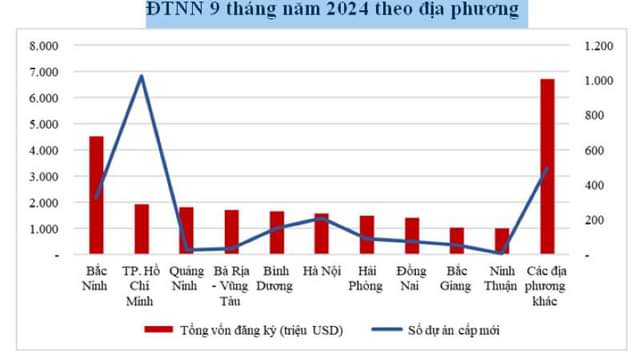 ĐTNN 9 tháng năm 2024 theo địa phương
8.000
7.000
6.000
5.000
4.000
3.000
2.000
1.000
-
1.200
1.000
800
600
400
200
-
Bắc
Ninh
TP. Hồ
Chí
Minh
Quảng
Ninh
Bà Rịa
- Vũng
Tàu
Bình
Dương
Hà Nội
Hải
Phòng
Đồng
Nai
Bắc
Giang
Ninh
Thuận
Các địa
phương
khác
Tổng vốn đăng ký (triệu USD)
Số dự án cấp mới